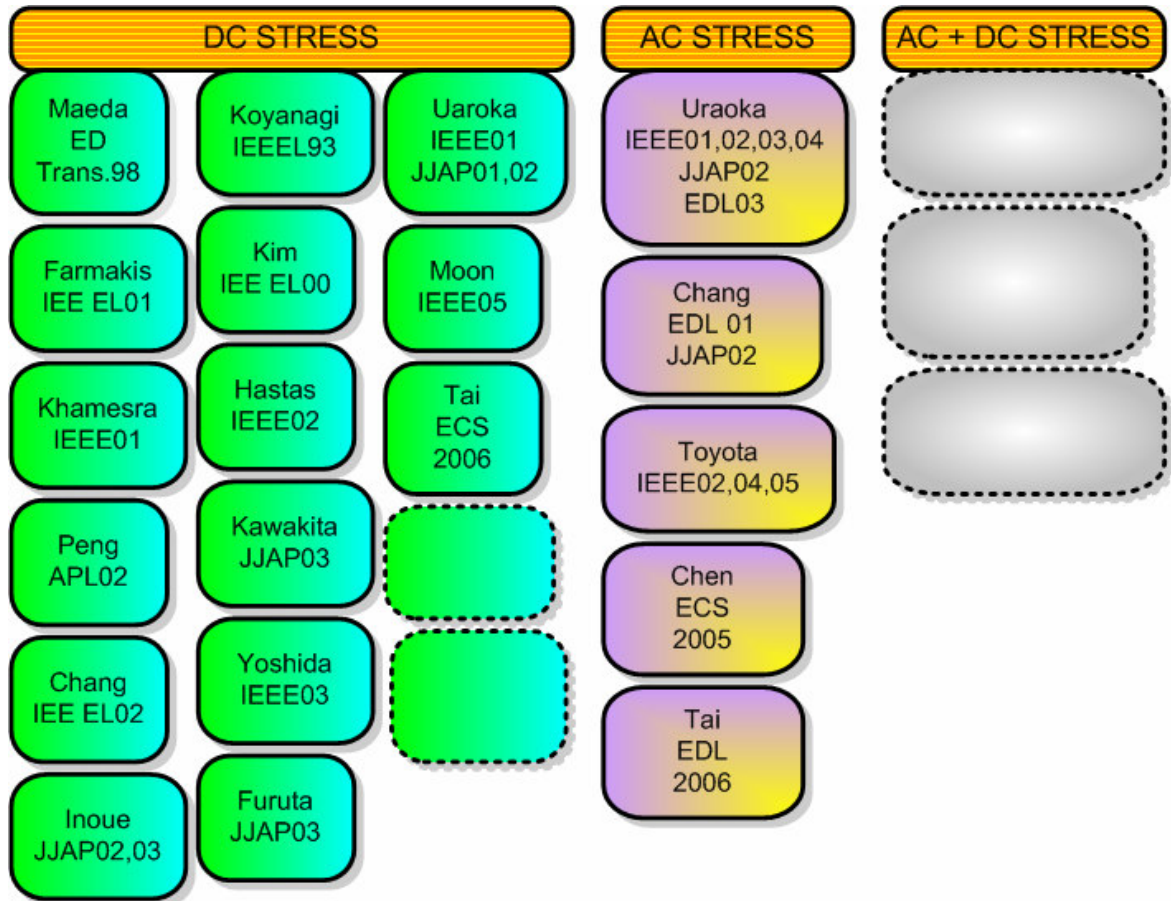 DC STRESS
Maeda
ED
Trans.98
Farmakis
IEE EL01
Khamesra
IEEE01
Peng
APL02
Chang
IEE EL02
Inoue
JJAP02,03
Koyanagi
IEEEL93
Kim
IEE EL00
Hastas
IEEE02
Kawakita
JJAP03
Yoshida
IEEE03
Furuta
JJAP03
Uaroka
IEEE01
JJAP01,02
Moon
IEEE05
Tai
ECS
2006
AC STRESS
Uraoka
IEEE01,02,03,04
JJAP02
EDL03
Chang
EDL 01
JJAP02
Toyota
IEEE02,04,05
Chen
ECS
2005
Tai
EDL
2006
AC + DC STRESS